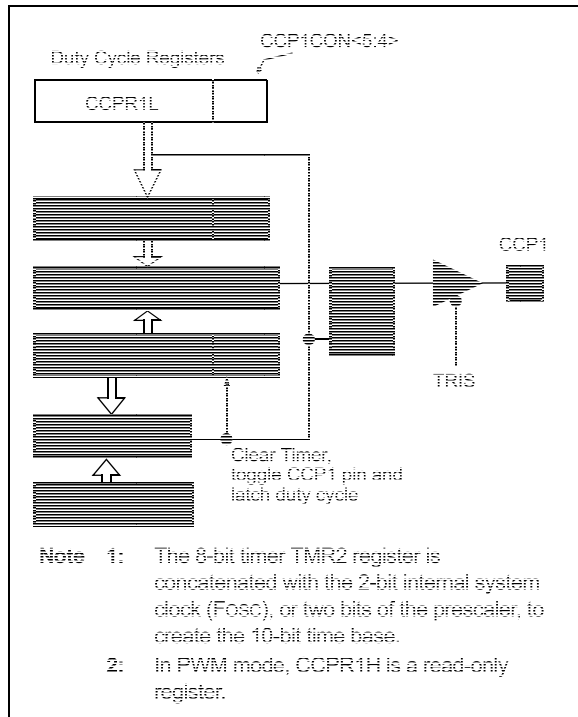 CCP1CON<5:4>
Duty Cycle Registers
CCPR1L
CCP1
TRIS
Clear Timer,
toggle CCP1 pin and
latch duty cycle
Note 1: The 8-bit timer TMR2 register is
concatenated with the 2-bit internal system
clock (FOSC), or two bits of the prescaler, to
create the 10-bit time base.
2: In PWM mode, CCPR1H is a read-only
register.